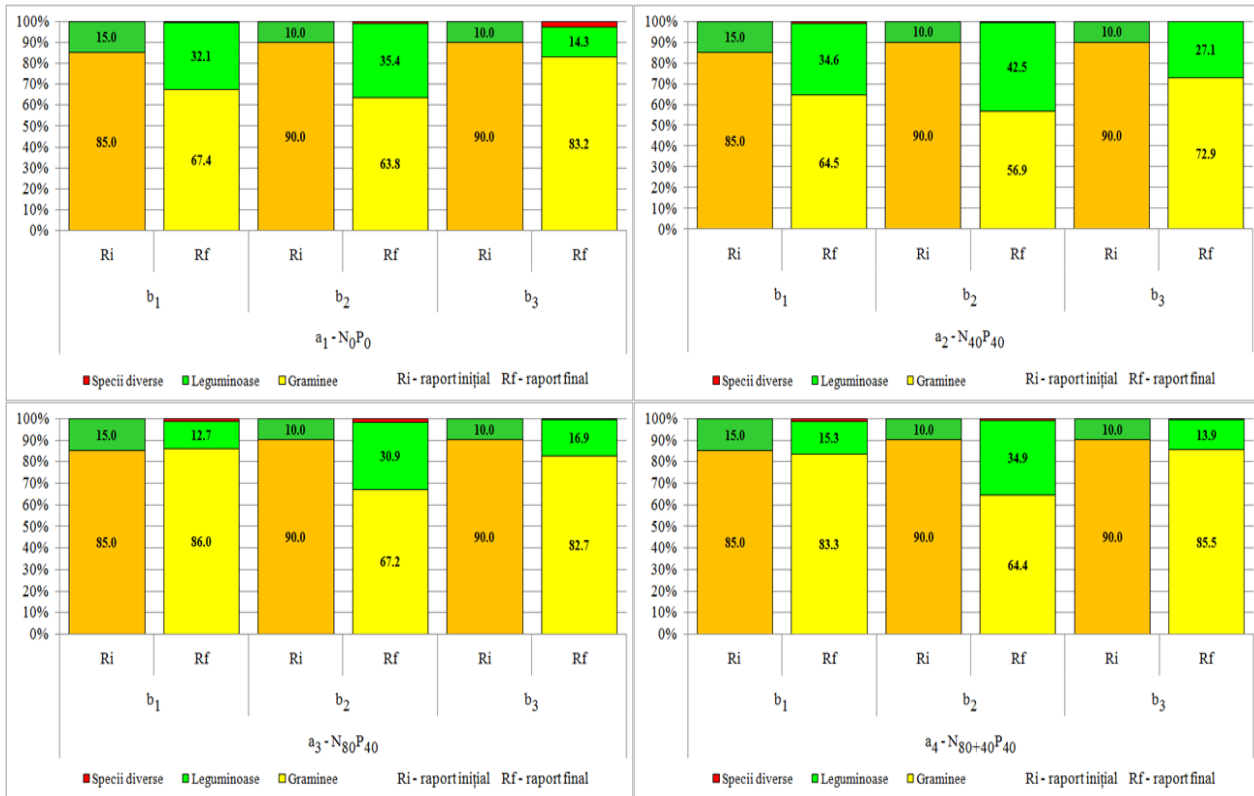 100%
90%
80%
70%
60%
50%
40%
30%
20%
10%
0%
15.0 32.1 10.0 35.4 10.0 14.3
85.0 67.4 90.0 63.8 90.0 83.2
Ri Rf Ri Rf Ri Rf
b1 b2 b3
a1 - N0P0
Specii diverse Leguminoase Graminee Ri - raport inițial Rf - raport final
100%
90%
80%
70%
60%
50%
40%
30%
20%
10%
0%
15.0 34.6 10.0 42.5 10.0 27.1
85.0 64.5 90.0 56.9 90.0 72.9
Ri Rf Ri Rf Ri Rf
b1 b2 b3
a2 - N40P40
Specii diverse Leguminoase Graminee Ri - raport inițial Rf - raport final
100%
90%
80%
70%
60%
50%
40%
30%
20%
10%
0%
15.0 12.7 10.0 30.9 10.0 16.9
85.0 86.0 90.0 67.2 90.0 82.7
Ri Rf Ri Rf Ri Rf
b1 b2 b3
a3 - N80P40
Specii diverse Leguminoase Graminee Ri - raport inițial Rf - raport final
100%
90%
80%
70%
60%
50%
40%
30%
20%
10%
0%
15.0 15.3 10.0 34.9 10.0 13.9
85.0 83.3 90.0 64.4 90.0 85.5
Ri Rf Ri Rf Ri Rf
b1 b2 b3
a4 - N80+40P40
Specii diverse Leguminoase Graminee Ri - raport inițial Rf - raport final